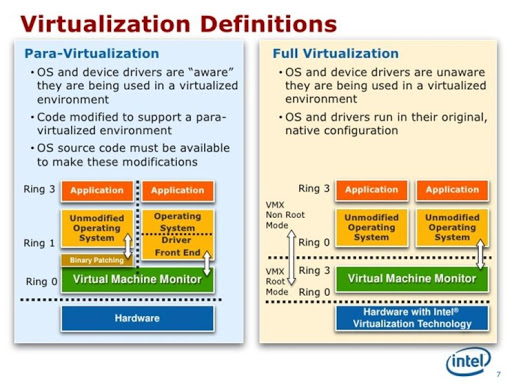 Virtualization Definitions
Para-Virtualization
• OS and device drivers are “aware”
they are being used in a virtualized
environment
• Code modified to support a para-
virtualized environment
• OS source code must be available
to make these modifications
Ring 3
Application
Application
Unmodified
Operating
System
Operating
System
Driver
Front End
Ring 1
Binary Patching
Ring 0
Virtual Machine Monitor
Hardware
Full Virtualization
• OS and device drivers are unaware
they are being used in a virtualized
environment
• OS and drivers run in their original,
native configuration
Ring 3
Application
Application
VMX
Non Root
Mode
Unmodified
Operating
System
Unmodified
Operating
System
Ring 0
VMX
Root
Mode
Ring 3
Ring 0
Virtual Machine Monitor
Hardware with Intel®
Virtualization Technology
intel
7